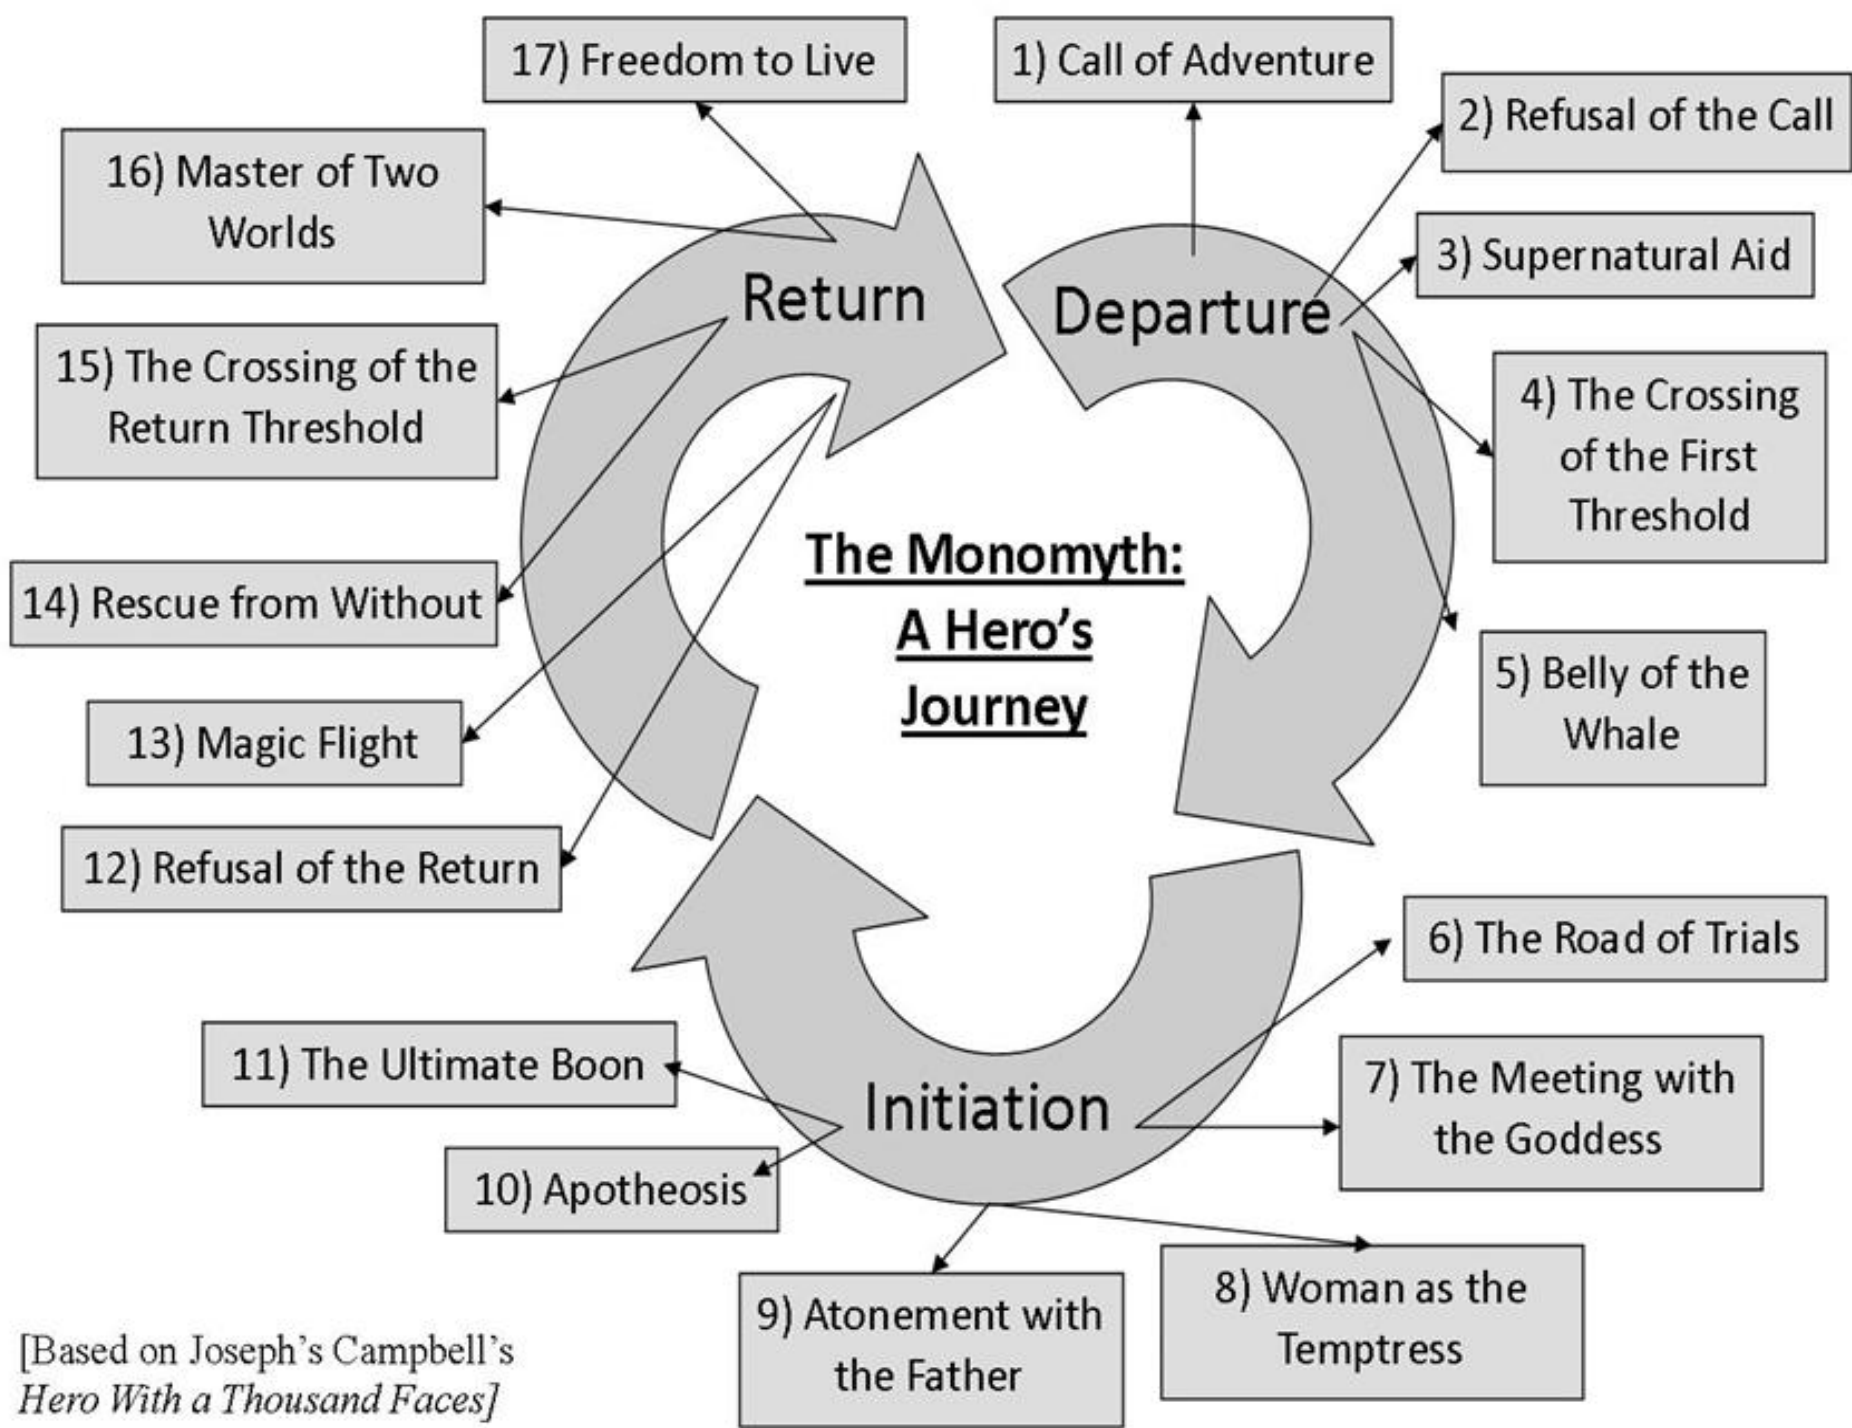 17) Freedom to Live
1) Call of Adventure
2) Refusal of the Call
16) Master of Two
Worlds
3) Supernatural Aid
Return
Departure
15) The Crossing of the
Return Threshold
4) The Crossing
of the First
Threshold
The Monomyth:
A Hero's
Journey
14) Rescue from Without
5) Belly of the
Whale
13) Magic Flight
12) Refusal of the Return
6) The Road of Trials
11) The Ultimate Boon
Initiation
7) The Meeting with
the Goddess
10) Apotheosis
9) Atonement with
the Father
8) Woman as the
Temptress
[Based on Joseph's Campbell's
Hero With a Thousand Faces]